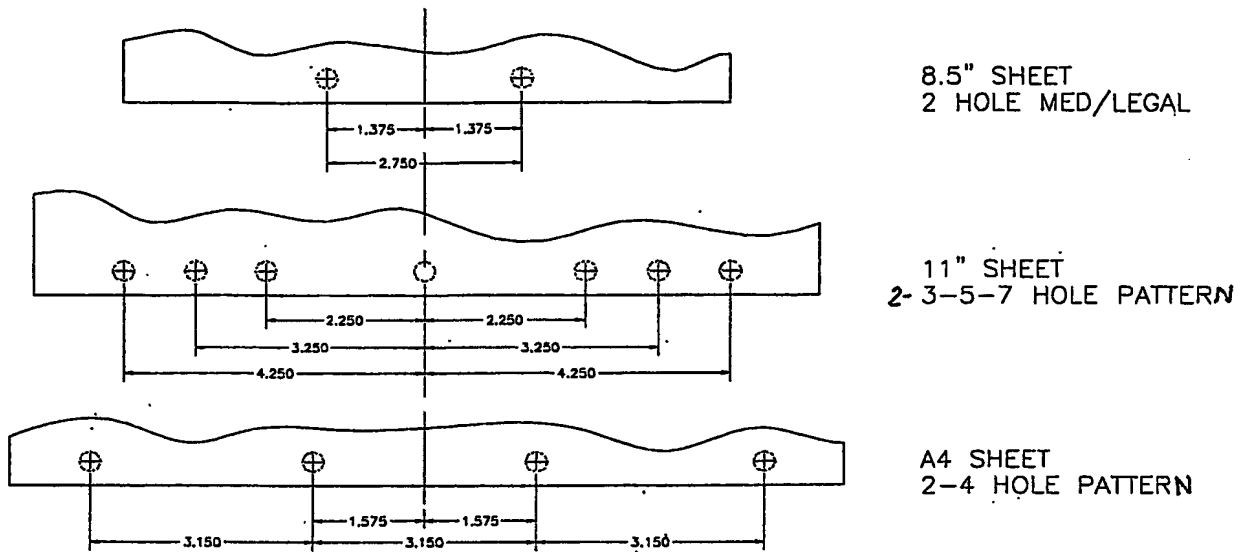 8.5" SHEET
2 HOLE MED/LEGAL
1.375 1.375
2.750
11" SHEET
2-3-5-7 HOLE PATTERN
2.250 2.250
3.250 3.250
4.250 4.250
A4 SHEET
2-4 HOLE PATTERN
1.575 1.575
3.150 3.150 3.150